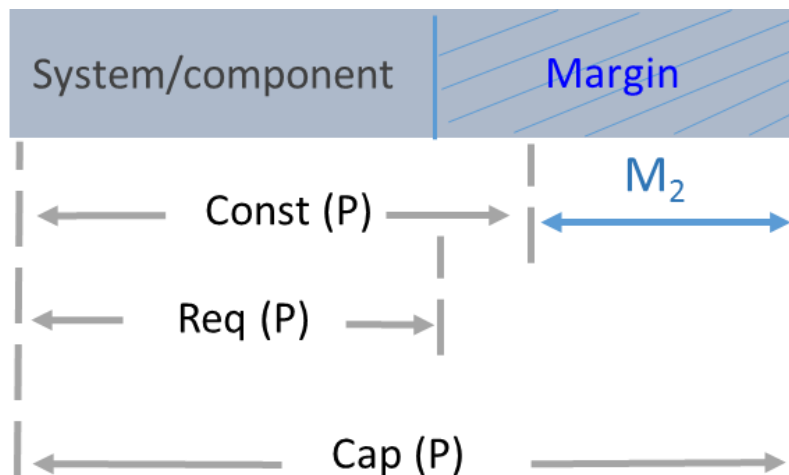 System/component
Margin
M₂
Const (P)
Req (P)
Cap (P)